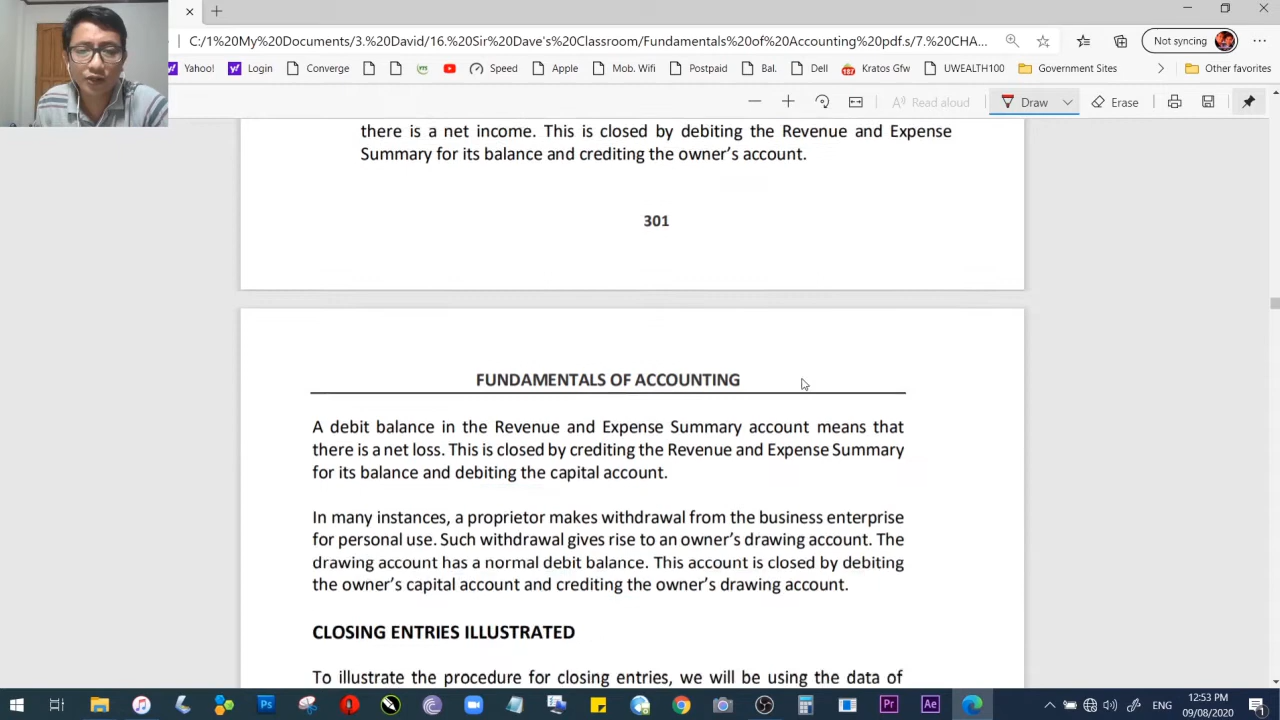 C:/1%20My%20Documents/3.%20David/16.%20Sir%20Dave's%20Classroom/Fundamentals%20of%20Accounting%20pdf.s/7.%20CHA...
Not syncing
Yahoo!
Login
Converge
Speed
Apple
Mob. Wifi
Postpaid
Bal.
Dell
Kratos Gfw
UWEALTH100
Government Sites
Other favorites
Read aloud
Draw
Erase
there is a net income. This is closed by debiting the Revenue and Expense
Summary for its balance and crediting the owner's account.
301
FUNDAMENTALS OF ACCOUNTING
A debit balance in the Revenue and Expense Summary account means that
there is a net loss. This is closed by crediting the Revenue and Expense Summary
for its balance and debiting the capital account.
In many instances, a proprietor makes withdrawal from the business enterprise
for personal use. Such withdrawal gives rise to an owner's drawing account. The
drawing account has a normal debit balance. This account is closed by debiting
the owner's capital account and crediting the owner's drawing account.
CLOSING ENTRIES ILLUSTRATED
To illustrate the procedure for closing entries, we will be using the data of
ENG
12:53 PM
09/08/2020